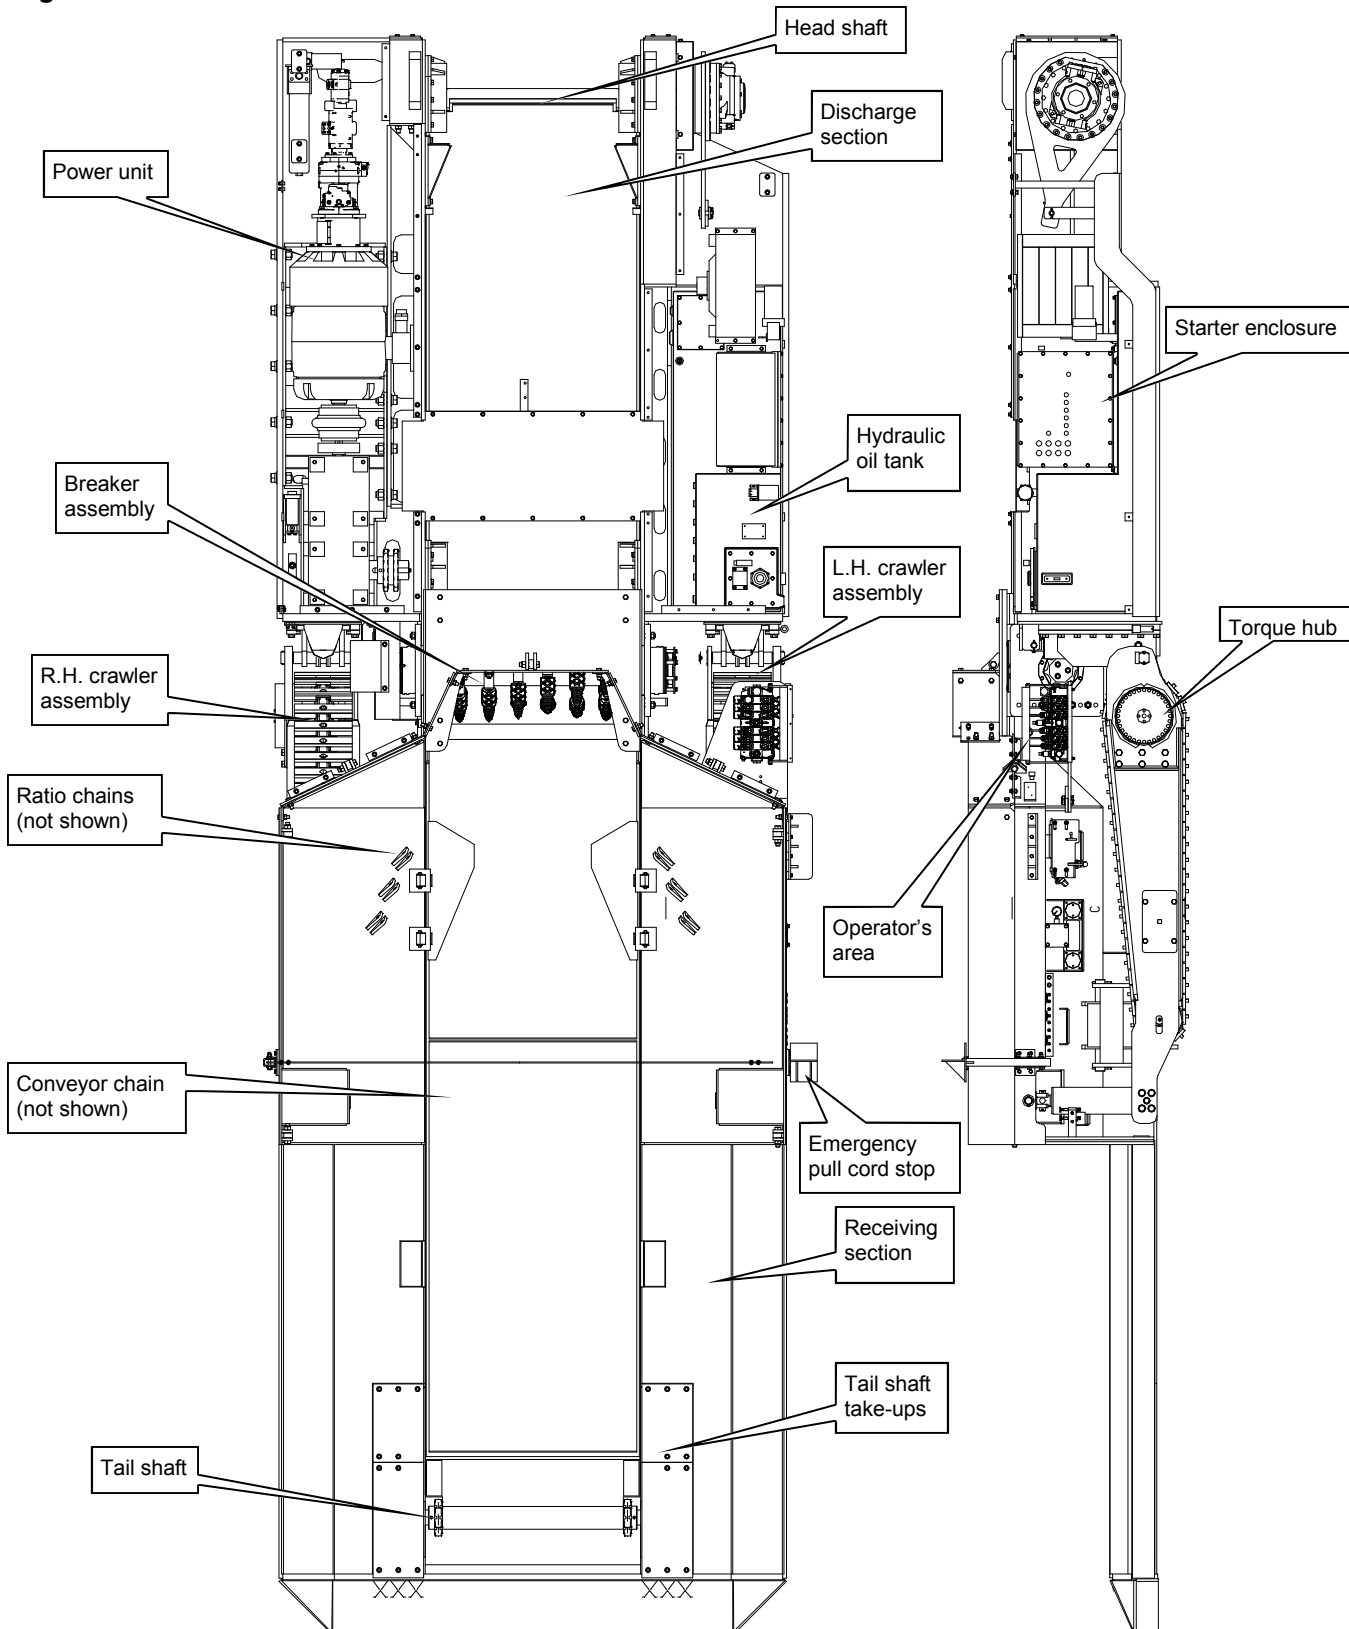 Head shaft
Discharge
section
Power unit
Starter enclosure
Hydraulic
oil tank
Breaker
assembly
L.H. crawler
assembly
Torque hub
R.H. crawler
assembly
Ratio chains
(not shown)
Operator's
area
Conveyor chain
(not shown)
Emergency
pull cord stop
Receiving
section
Tail shaft
take-ups
Tail shaft